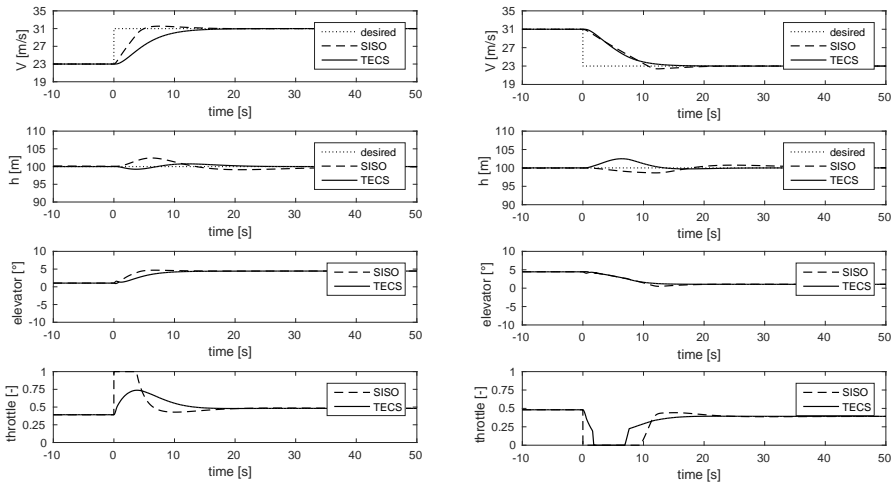 31
27
23
19
V [m/s]
-10 0 10 20 30 40 50
time [s]
desired
SISO
TECS
110
105
100
95
90
h [m]
-10 0 10 20 30 40 50
time [s]
desired
SISO
TECS
10
5
0
-5
-10
elevator [°]
-10 0 10 20 30 40 50
time [s]
SISO
TECS
1
0.75
0.5
0.25
0
throttle [-]
-10 0 10 20 30 40 50
time [s]
SISO
TECS
31
27
23
19
V [m/s]
-10 0 10 20 30 40 50
time [s]
desired
SISO
TECS
110
105
100
95
90
h [m]
-10 0 10 20 30 40 50
time [s]
desired
SISO
TECS
10
5
0
-5
-10
elevator [°]
-10 0 10 20 30 40 50
time [s]
SISO
TECS
1
0.75
0.5
0.25
0
throttle [-]
-10 0 10 20 30 40 50
time [s]
SISO
TECS